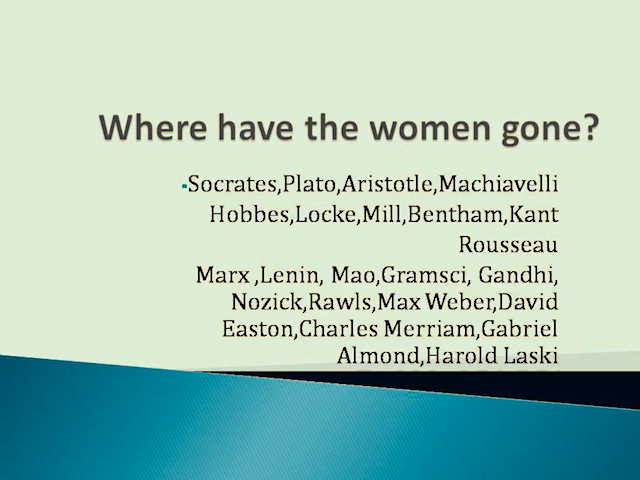 Where have the women gone?
▪Socrates,Plato,Aristotle,Machiavelli
Hobbes,Locke,Mill,Bentham,Kant
Rousseau
Marx ,Lenin, Mao,Gramsci, Gandhi,
Nozick,Rawls,Max Weber,David
Easton,Charles Merriam,Gabriel
Almond,Harold Laski